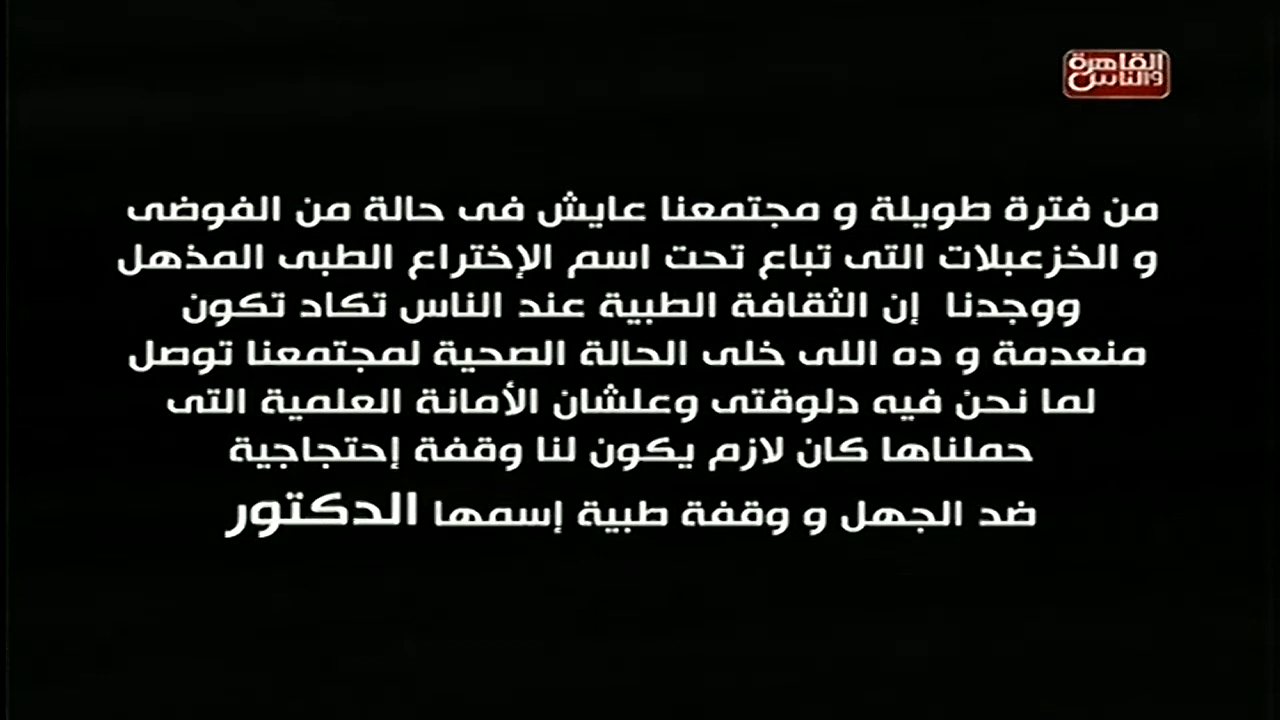 القاهرة
والناس
من فترة طويلة و مجتمعنا عايش فى حالة من الفوضى
و الخزعبلات التى تباع تحت اسم الإختراع الطبى المذهل
ووجدنا إن الثقافة الطبية عند الناس تكاد تكون
منعدمة و ده اللى خلى الحالة الصحية لمجتمعنا توصل
لما نحن فيه دلوقتى وعلشان الأمانة العلمية التى
حملناها كان لازم يكون لنا وقفة إحتجاجية
ضد الجهل و وقفة طبية إسمها الدكتور